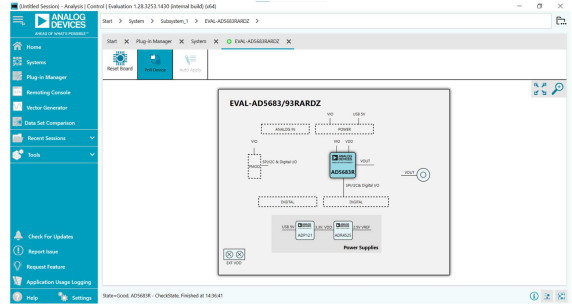 (Untitled Session) - Analysis | Control | Evaluation 1.28.3253.1430 (internal build) (x64)
ANALOG
DEVICES
AHEAD OF WHAT'S POSSIBLE™
Start > System > Subsystem_1 > EVAL-AD5683RARDZ >
Start X Plug-in Manager X System X EVAL-AD5683RARDZ X
Home
Systems
Plug-in Manager
Remoting Console
Vector Generator
Data Set Comparison
Recent Sessions
Tools
Check For Updates
Report Issue
Request Feature
Application Usage Logging
Help Settings
Reset Board
Poll Device
Auto Apply
EVAL-AD5683/93RARDZ
VIO USB 5V
ANALOG IN
POWER
VIO
VIO VDD
PMOD
SPI/I2C & Digital I/O
ANALOG
DEVICES
AD5683R
VOUT
VOUT
SPI/I2C& Digital I/O
DIGITAL
DIGITAL
USB 5V
ADP121
3.3V, VDD
ADR4525
2.5V VREF
Power Supplies
EXT VDD
State=Good, AD5683R - CheckState, Finished at 14:36:41